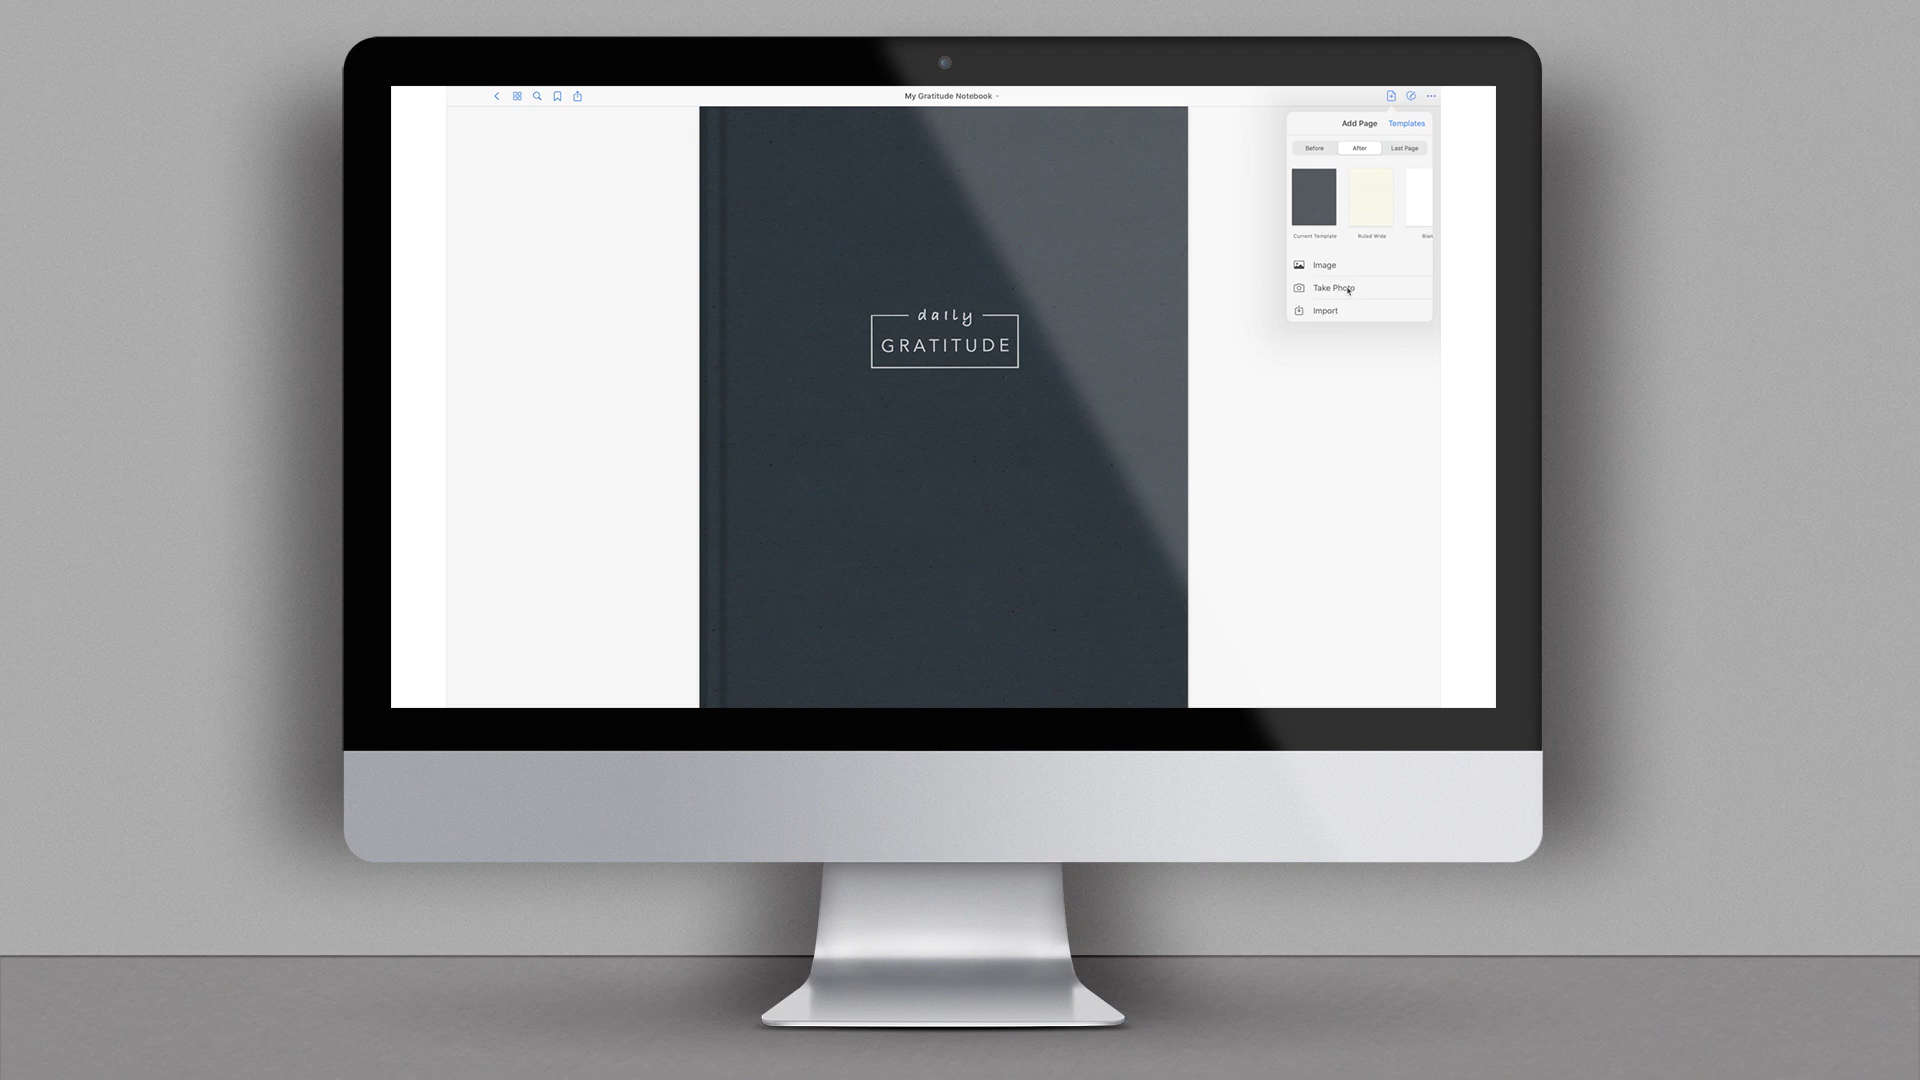 My Gratitude Notebook
Add Page
Templates
Before
After
Last Page
Current Template
Ruled Wide
Blan
Image
Take Photo
Import
daily
GRATITUDE